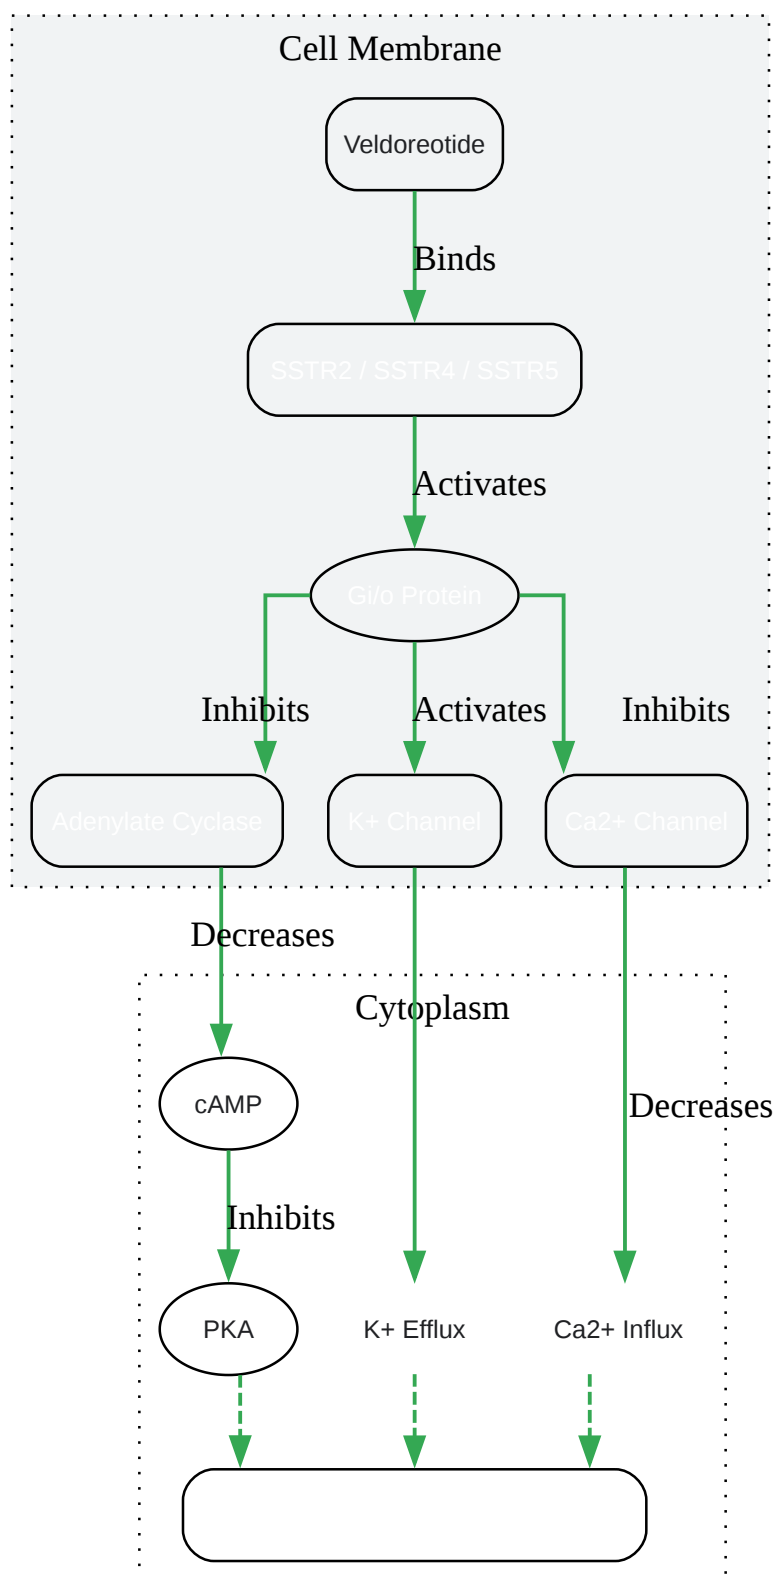 Cell Membrane
Veldoreotide
Binds
SSTR2 / SSTR4 / SSTR5
Activates
Gi/o Protein
Inhibits
Activates
Inhibits
Adenylate Cyclase
K+ Channel
Ca2+ Channel
Decreases
Cytoplasm
cAMP
Decreases
Inhibits
PKA
K+ Efflux
Ca2+ Influx